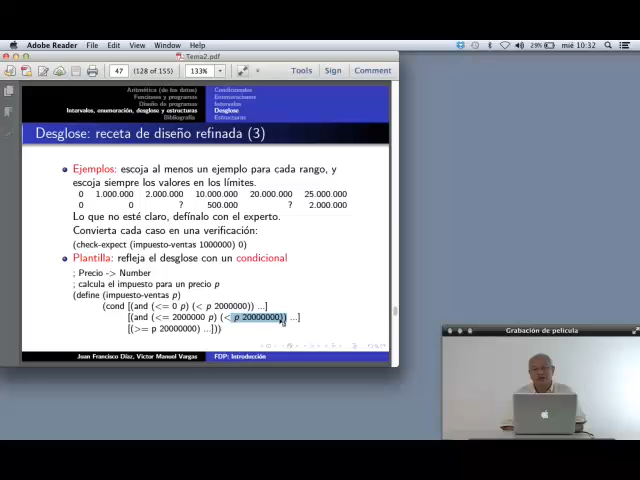 Adobe Reader File Edit View Window Help 29% mié 10:32
Tema2.pdf
47 (128 of 155) 133% Tools Sign Comment
Aritmética (de los datos)
Funciones y programas
Diseño de programas
Intervalos, enumeración, desglose y estructuras
Bibliografía
Condicionales
Enumeraciones
Intervalos
Desglose
Estructuras
Desglose: receta de diseño refinada (3)
Ejemplos: escoja al menos un ejemplo para cada rango, y
escoja siempre los valores en los límites.
0 1.000.000 2.000.000 10.000.000 20.000.000 25.000.000
0 0 ? 500.000 ? 2.000.000
Lo que no esté claro, defínalo con el experto.
Convierta cada caso en una verificación:
(check-expect (impuesto-ventas 1000000) 0)
Plantilla: refleja el desglose con un condicional
; Precio -> Number
; calcula el impuesto para un precio p
(define (impuesto-ventas p)
(cond [(and (<= 0 p) (< p 2000000)) ...]
[(and (<= 2000000 p) (< p 20000000)) ...]
[(>= p 20000000) ...]))
Juan Francisco Díaz, Victor Manuel Vargas FDP: Introducción
Grabación de película